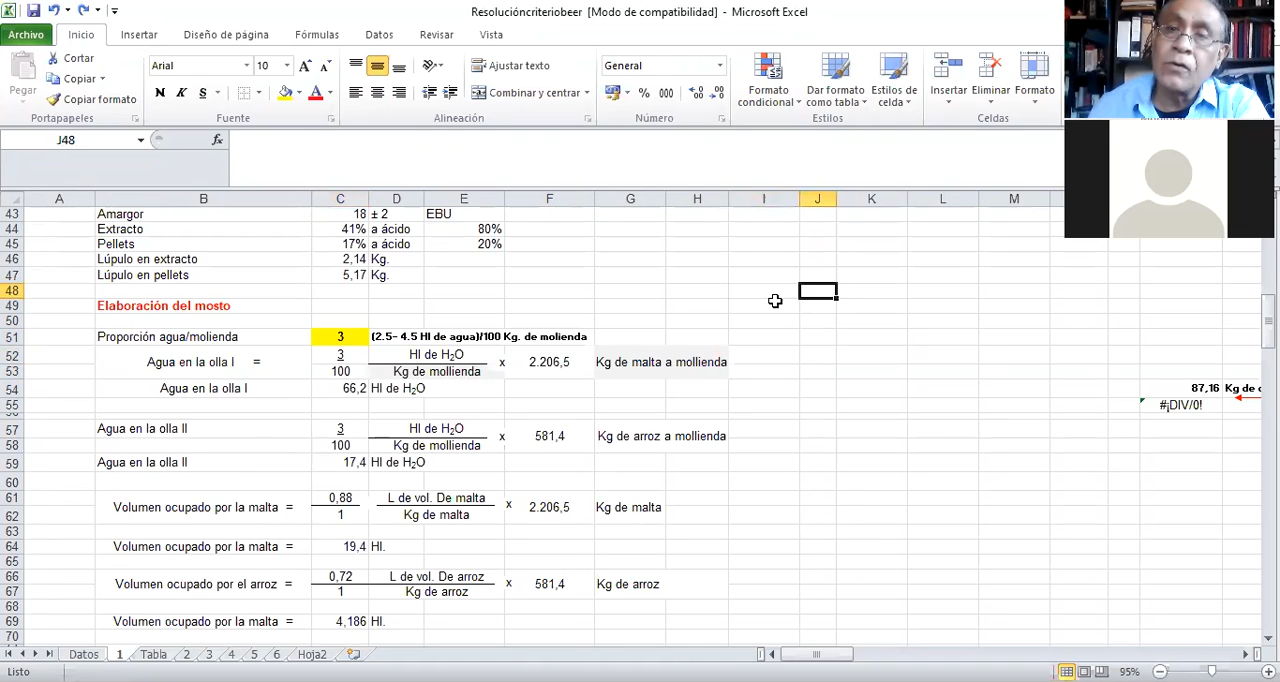 Rsolucióncriteriobeer [Modo de compatibilidad] - Microsoft Excel
Archivo Inicio Insertar Diseño de página Fórmulas Datos Revisar Vista
Pegar Cortar Copiar Copiar formato
Portapapeles
Arial 10 A A
N K S A
Fuente
Ajustar texto
Combinar y centrar
Alineación
General
% 000
Número
Formato condicional Dar formato como tabla Estilos de celda
Estilos
Insertar Eliminar Formato
Celdas
J48 fx
A B C D E F G H I J K L M
43 Amargor 18 ± 2 EBU
44 Extracto 41% a ácido 80%
45 Pellets 17% a ácido 20%
46 Lúpulo en extracto 2,14 Kg.
47 Lúpulo en pellets 5,17 Kg.
48
49 Elaboración del mosto
50
51 Proporción agua/molienda 3 (2.5- 4.5 Hl de agua)/100 Kg. de molienda
52 Agua en la olla I = 3 Hl de H2O x 2.206,5 Kg de malta a mollienda
53 100 Kg de mollienda
54 Agua en la olla I 66,2 Hl de H2O 87,16 Kg de
55 #¡DIV/0!
57 Agua en la olla II 3 Hl de H2O x 581,4 Kg de arroz a mollienda
58 100 Kg de mollienda
59 Agua en la olla II 17,4 Hl de H2O
60
61 Volumen ocupado por la malta = 0,88 L de vol. De malta x 2.206,5 Kg de malta
62 1 Kg de malta
63
64 Volumen ocupado por la malta = 19,4 Hl.
65
66 Volumen ocupado por el arroz = 0,72 L de vol. De arroz x 581,4 Kg de arroz
67 1 Kg de arroz
68
69 Volumen ocupado por la malta = 4,186 Hl.
70
Datos 1 Tabla 2 3 4 5 6 Hoja2
Listo 95%